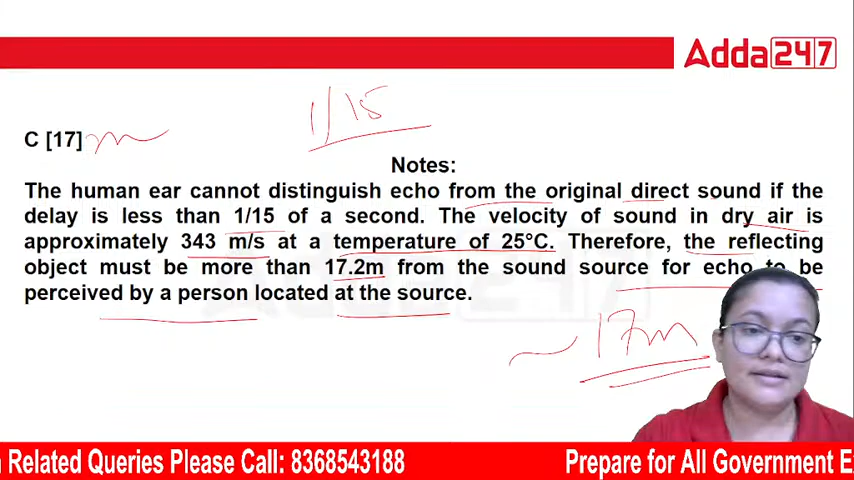 Adda247
1/15
C [17] m
Notes:
The human ear cannot distinguish echo from the original direct sound if the
delay is less than 1/15 of a second. The velocity of sound in dry air is
approximately 343 m/s at a temperature of 25°C. Therefore, the reflecting
object must be more than 17.2m from the sound source for echo to be
perceived by a person located at the source.
~ 17m
n Related Queries Please Call: 8368543188 Prepare for All Government E